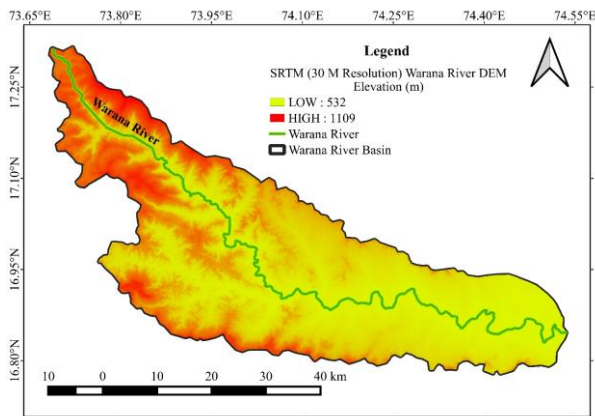 73.65°E 73.80°E 73.95°E 74.10°E 74.25°E 74.40°E 74.55°E
17.25°N
17.10°N
16.95°N
16.80°N
Legend
SRTM (30 M Resolution) Warana River DEM
Elevation (m)
LOW : 532
HIGH : 1109
Warana River
Warana River Basin
Warana River
10 0 10 20 30 40 km